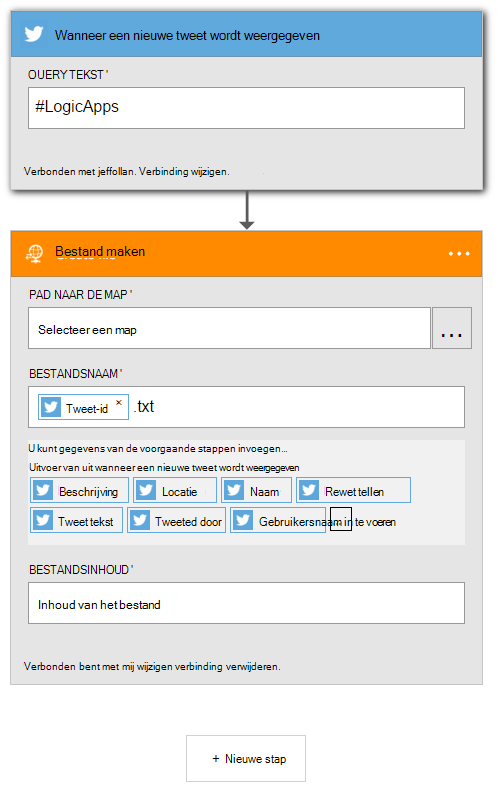 Wanneer een nieuwe tweet wordt weergegeven
QUERY TEKST *
#LogicApps
Verbonden met jeffollan. Verbinding wijzigen.
Bestand maken
...
PAD NAAR DE MAP *
Selecteer een map
...
BESTANDSNAAM *
Tweet-id × .txt
U kunt gegevens van de voorgaande stappen invoegen...
Uitvoer van uit wanneer een nieuwe tweet wordt weergegeven
Beschrijving Locatie Naam Rewet tellen
Tweet tekst Tweeted door Gebruikersnaam in te voeren
BESTANDSINHOUD *
Inhoud van het bestand
Verbonden bent met mij wijzigen verbinding verwijderen.
+ Nieuwe stap